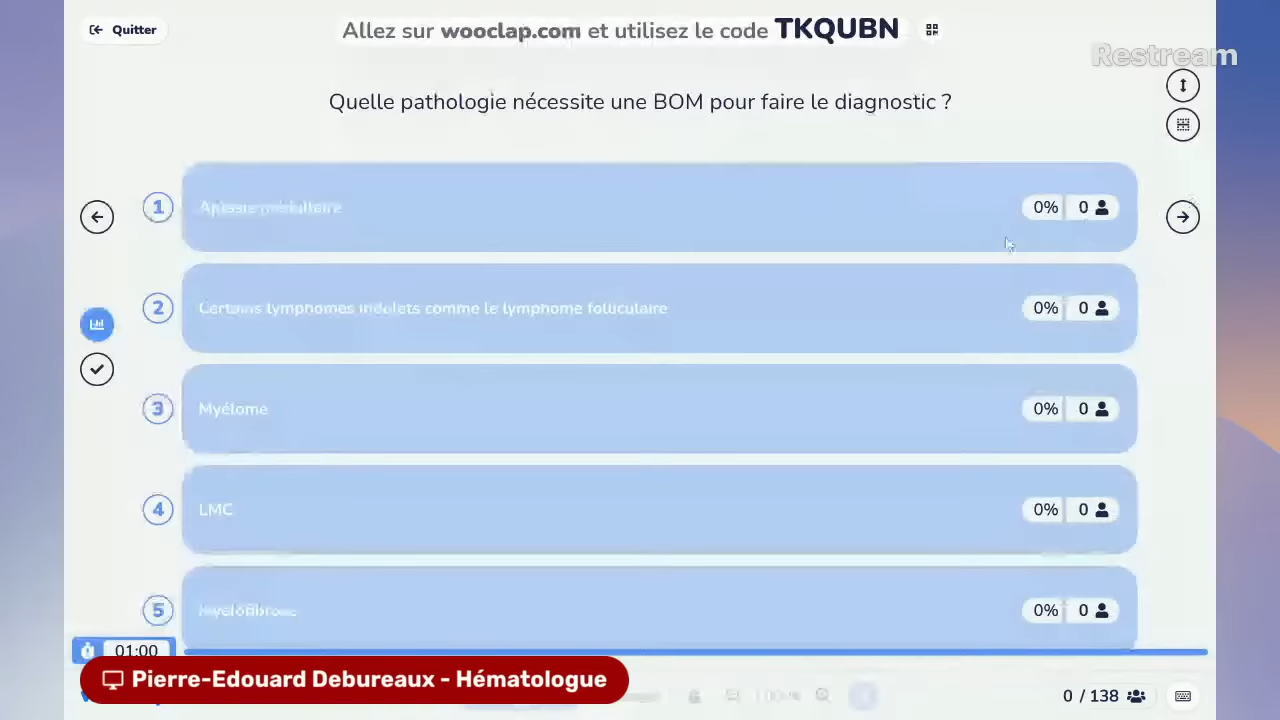 Quitter
Allez sur wooclap.com et utilisez le code TKQUBN
Restream
Quelle pathologie nécessite une BOM pour faire le diagnostic ?
1
Aplasie médullaire
0% 0
2
Certains lymphomes indolets comme le lymphome folliculaire
0% 0
3
Myélome
0% 0
4
LMC
0% 0
5
Myélofibrose
0% 0
01:00
Pierre-Edouard Debureaux - Hématologue
0 / 138